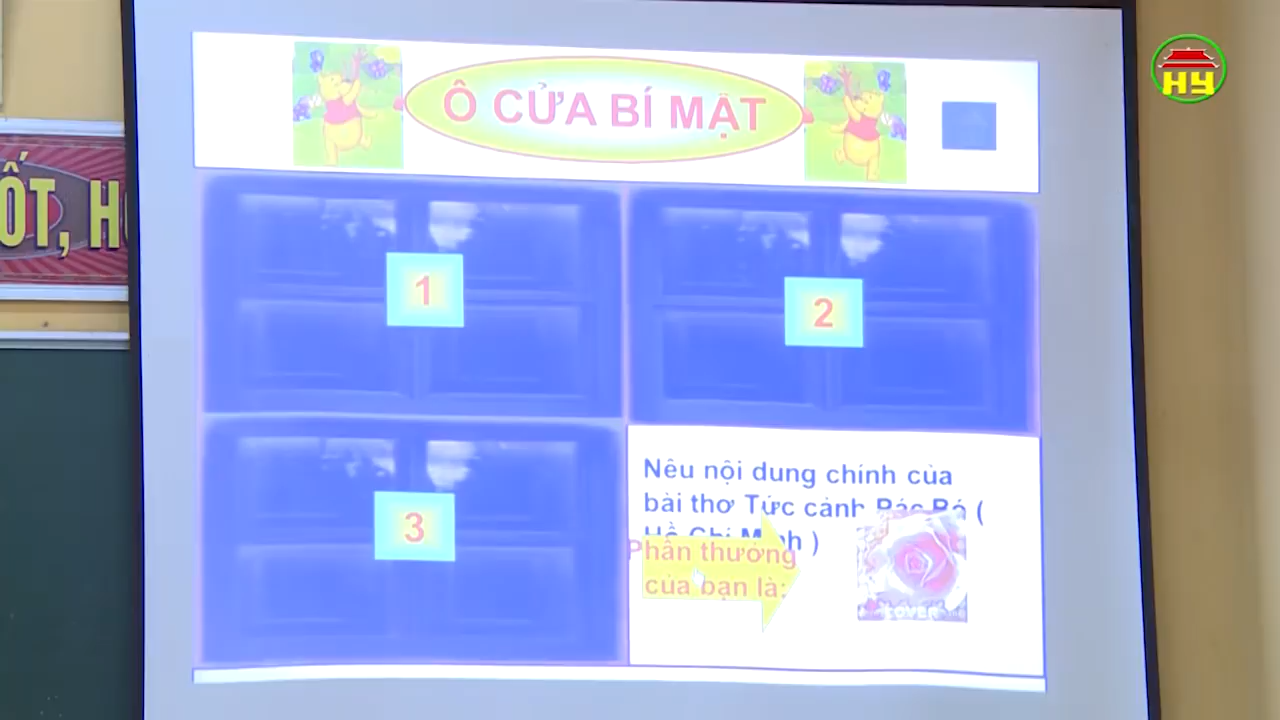 HY
Ô CỬA BÍ MẬT
ỐT, H
1
2
3
Nêu nội dung chính của
bài thơ Tức cảnh Pác Bó (
Hồ Chí Minh )
Phần thưởng
của bạn là:
LOVER